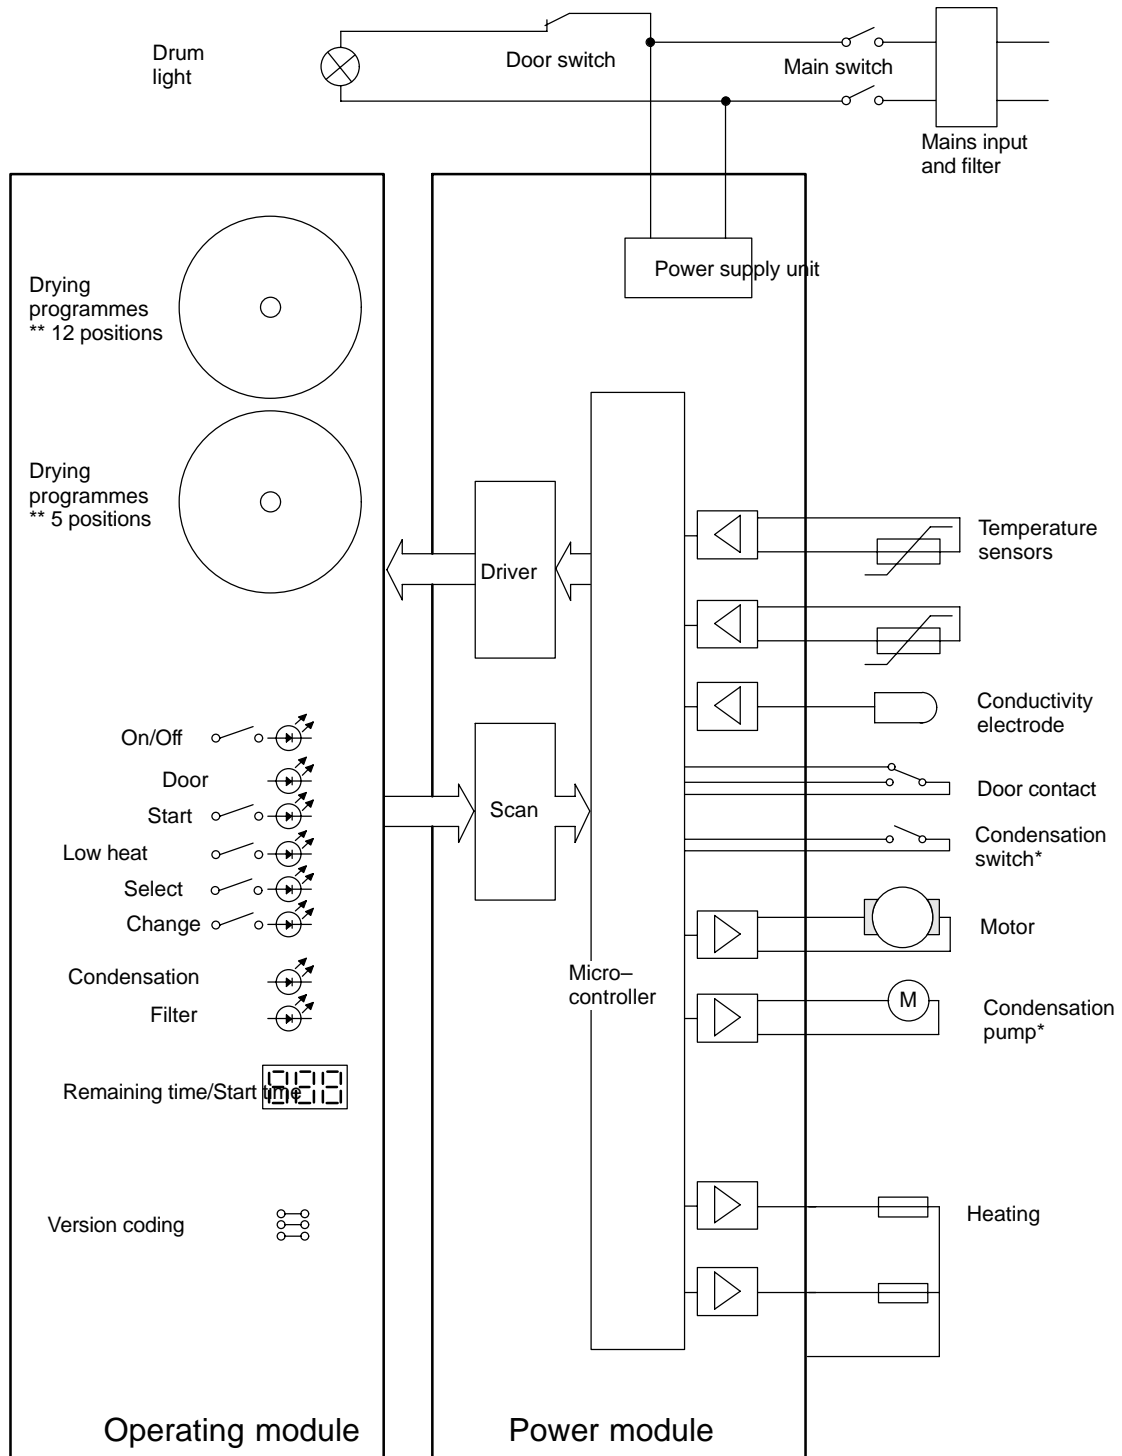 Drum
light
Door switch
Main switch
Mains input
and filter
Power supply unit
Drying
programmes
** 12 positions
Drying
programmes
** 5 positions
Driver
Temperature
sensors
Conductivity
electrode
On/Off
Door
Start
Low heat
Select
Change
Condensation
Filter
Scan
Door contact
Condensation
switch*
Motor
Micro–
controller
M
Condensation
pump*
Remaining time/Start time
Version coding
Heating
Operating module
Power module